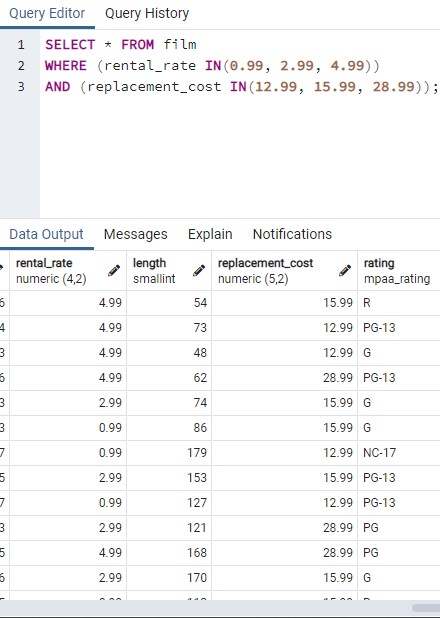 Query Editor Query History
1 SELECT * FROM film
2 WHERE (rental_rate IN(0.99, 2.99, 4.99))
3 AND (replacement_cost IN(12.99, 15.99, 28.99));
Data Output Messages Explain Notifications
rental_rate length replacement_cost rating
numeric (4,2) smallint numeric (5,2) mpaa_rating
6 4.99 54 15.99 R
4 4.99 73 12.99 PG-13
3 4.99 48 12.99 G
6 4.99 62 28.99 PG-13
3 2.99 74 15.99 G
3 0.99 86 15.99 G
7 0.99 179 12.99 NC-17
5 2.99 153 15.99 PG-13
7 0.99 127 12.99 PG-13
3 2.99 121 28.99 PG
5 4.99 168 28.99 PG
6 2.99 170 15.99 G